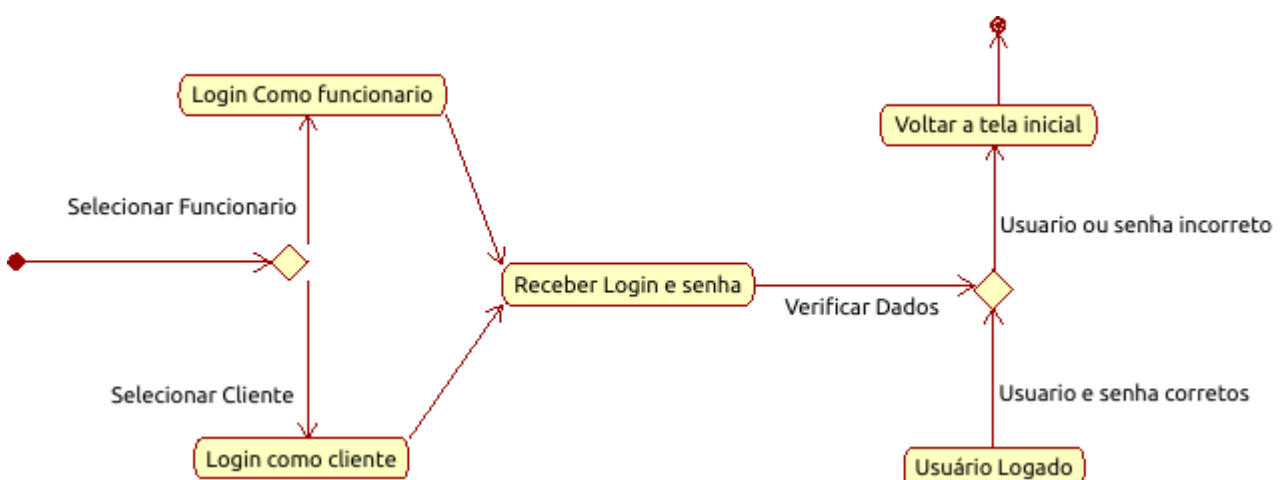 Login Como funcionario
Voltar a tela inicial
Selecionar Funcionario
Usuario ou senha incorreto
Receber Login e senha
Verificar Dados
Selecionar Cliente
Usuario e senha corretos
Login como cliente
Usuário Logado